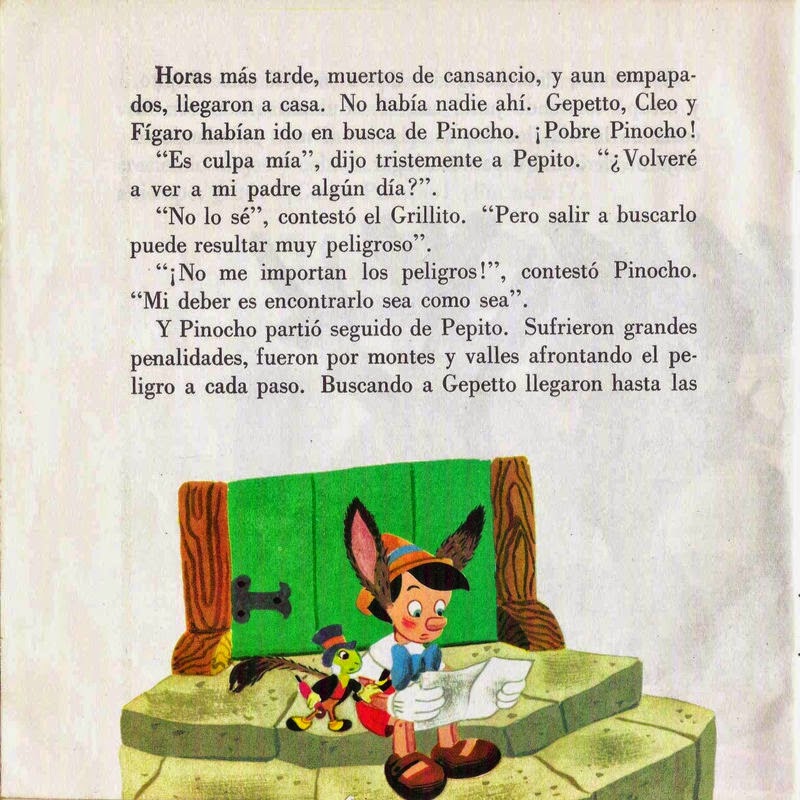 Horas más tarde, muertos de cansancio, y aun empapa-
dos, llegaron a casa. No había nadie ahí. Gepetto, Cleo y
Fígaro habían ido en busca de Pinocho. ¡Pobre Pinocho!
“Es culpa mía”, dijo tristemente a Pepito. “¿Volveré
a ver a mi padre algún día?”.
“No lo sé”, contestó el Grillito. “Pero salir a buscarlo
puede resultar muy peligroso”.
“¡No me importan los peligros!”, contestó Pinocho.
“Mi deber es encontrarlo sea como sea”.
Y Pinocho partió seguido de Pepito. Sufrieron grandes
penalidades, fueron por montes y valles afrontando el pe-
ligro a cada paso. Buscando a Gepetto llegaron hasta las